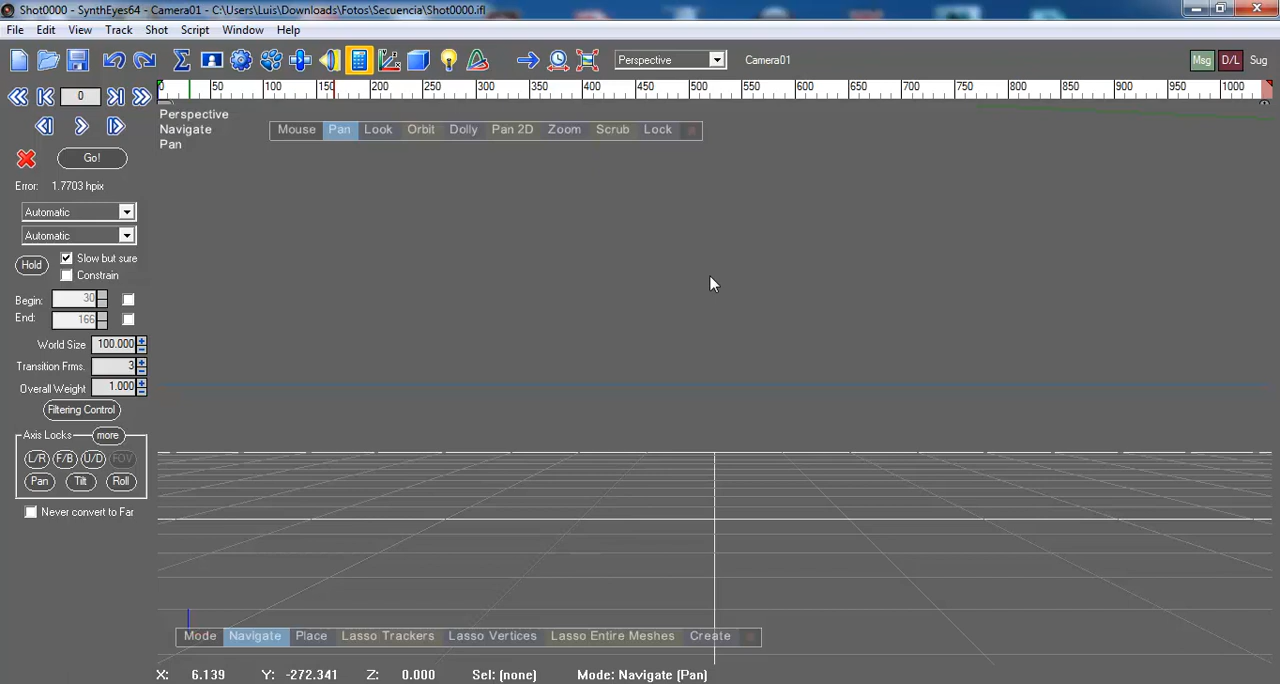 Shot0000 - SynthEyes64 - Camera01 - C:\Users\Luis\Downloads\Fotos\Secuencia\Shot0000.ifl
File Edit View Track Shot Script Window Help
Perspective Camera01 Msg D/L Sug
0 0 50 100 150 200 250 300 350 400 450 500 550 600 650 700 750 800 850 900 950 1000
Perspective
Navigate
Pan
Mouse Pan Look Orbit Dolly Pan 2D Zoom Scrub Lock
Go!
Error: 1.7703 hpix
Automatic
Automatic
Hold Slow but sure
Constrain
Begin: 30
End: 166
World Size 100.000
Transition Frms. 3
Overall Weight 1.000
Filtering Control
Axis Locks more
L/R F/B U/D FOV
Pan Tilt Roll
Never convert to Far
Mode Navigate Place Lasso Trackers Lasso Vertices Lasso Entire Meshes Create
X: 6.139 Y: -272.341 Z: 0.000 Sel: (none) Mode: Navigate (Pan)